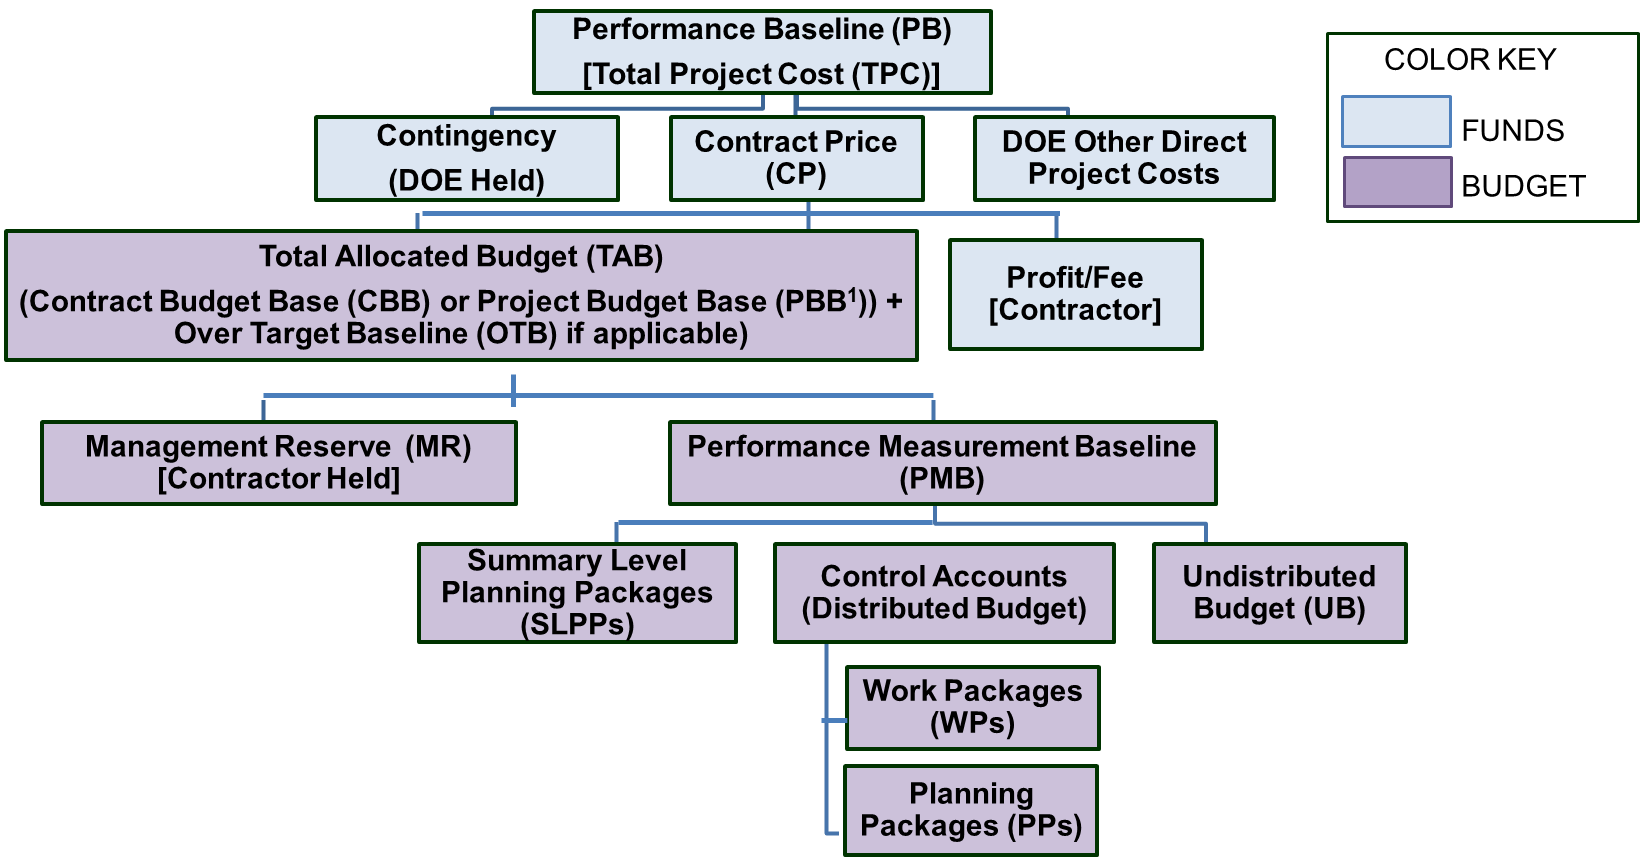 Performance Baseline (PB)
[Total Project Cost (TPC)]
COLOR KEY
FUNDS
BUDGET
Contingency
(DOE Held)
Contract Price
(CP)
DOE Other Direct
Project Costs
Total Allocated Budget (TAB)
(Contract Budget Base (CBB) or Project Budget Base (PBB¹)) +
Over Target Baseline (OTB) if applicable)
Profit/Fee
[Contractor]
Management Reserve (MR)
[Contractor Held]
Performance Measurement Baseline
(PMB)
Summary Level
Planning Packages
(SLPPs)
Control Accounts
(Distributed Budget)
Undistributed
Budget (UB)
Work Packages
(WPs)
Planning
Packages (PPs)